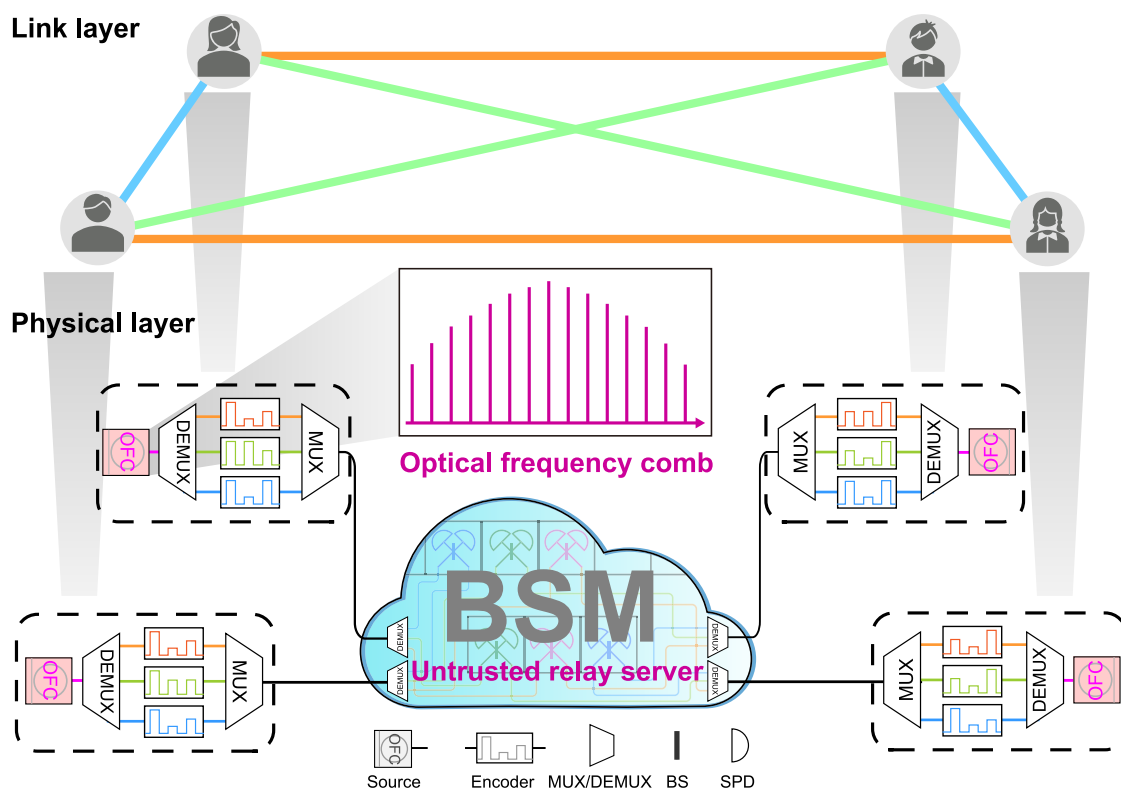 Link layer
Physical layer
Optical frequency comb
OFC
DEMUX
MUX
MUX
DEMUX
OFC
BSM
Untrusted relay server
DEMUX
DEMUX
DEMUX
DEMUX
OFC
DEMUX
MUX
MUX
DEMUX
OFC
OFC
Source
Encoder
MUX/DEMUX
BS
SPD